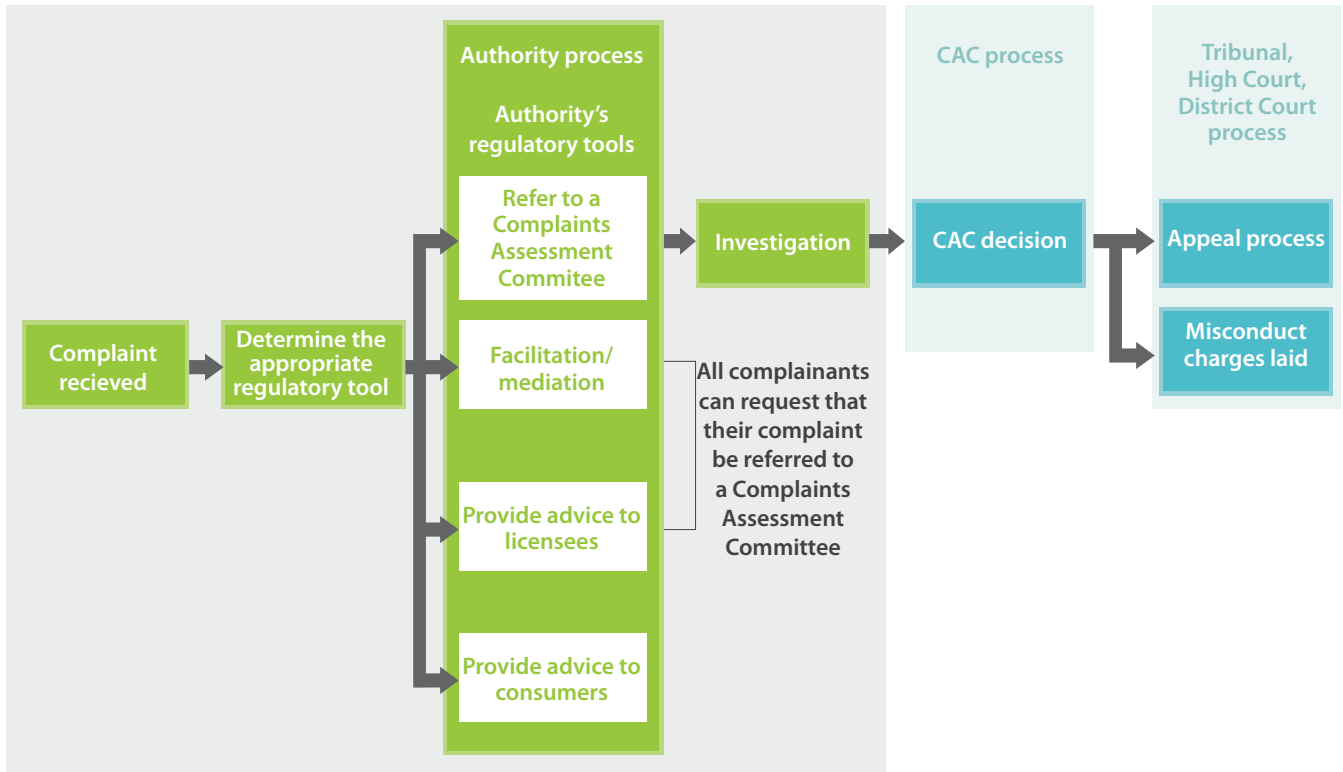 Complaint
recieved
Determine the
appropriate
regulatory tool
Authority process
Authority's
regulatory tools
Refer to a
Complaints
Assessment
Commitee
Facilitation/
mediation
Provide advice to
licensees
Provide advice to
consumers
Investigation
All complainants
can request that
their complaint
be referred to
a Complaints
Assessment
Committee
CAC process
CAC decision
Tribunal,
High Court,
District Court
process
Appeal process
Misconduct
charges laid